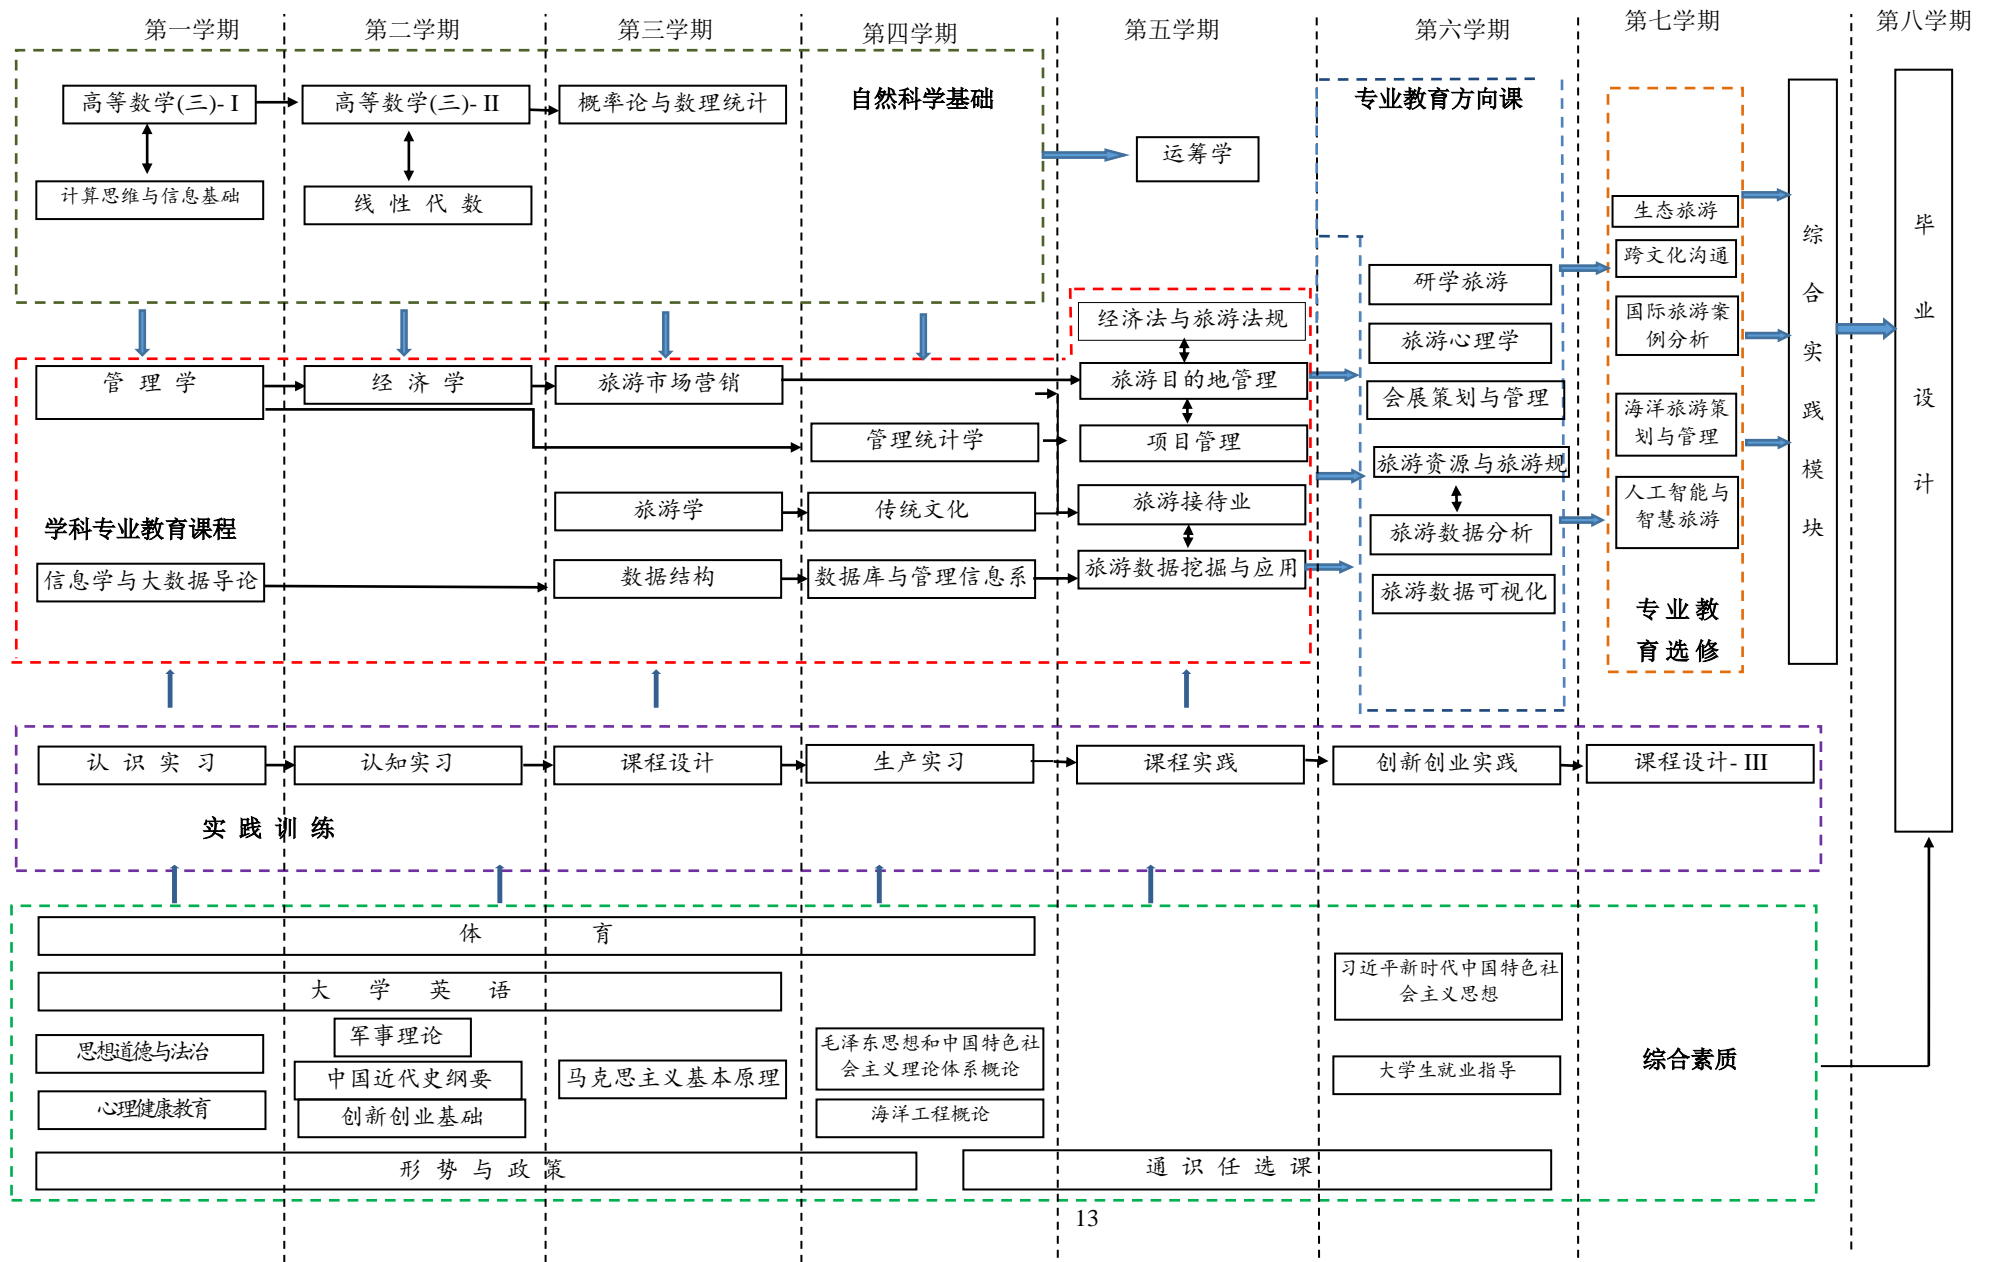 第一学期
第二学期
第三学期
第四学期
第五学期
第六学期
第七学期
第八学期
高等数学(三)- I
高等数学(三)- II
概率论与数理统计
自然科学基础
计算思维与信息基础
线 性 代 数
运筹学
专业教育方向课
管 理 学
经 济 学
旅游市场营销
管理统计学
旅游学
传统文化
学科专业教育课程
信息学与大数据导论
数据结构
数据库与管理信息系
经济法与旅游法规
旅游目的地管理
项目管理
旅游接待业
旅游数据挖掘与应用
研学旅游
旅游心理学
会展策划与管理
旅游资源与旅游规
旅游数据分析
旅游数据可视化
生态旅游
跨文化沟通
国际旅游案
例分析
海洋旅游策
划与管理
人工智能与
智慧旅游
专 业 教
育 选 修
综
合
实
践
模
块
毕
业
设
计
认 识 实 习
认知实习
课程设计
生产实习
课程实践
创新创业实践
课程设计- III
实 践 训 练
体 育
大 学 英 语
思想道德与法治
心理健康教育
军事理论
中国近代史纲要
创新创业基础
马克思主义基本原理
毛泽东思想和中国特色社
会主义理论体系概论
海洋工程概论
习近平新时代中国特色社
会主义思想
大学生就业指导
综合素质
形 势 与 政 策
通 识 任 选 课
13